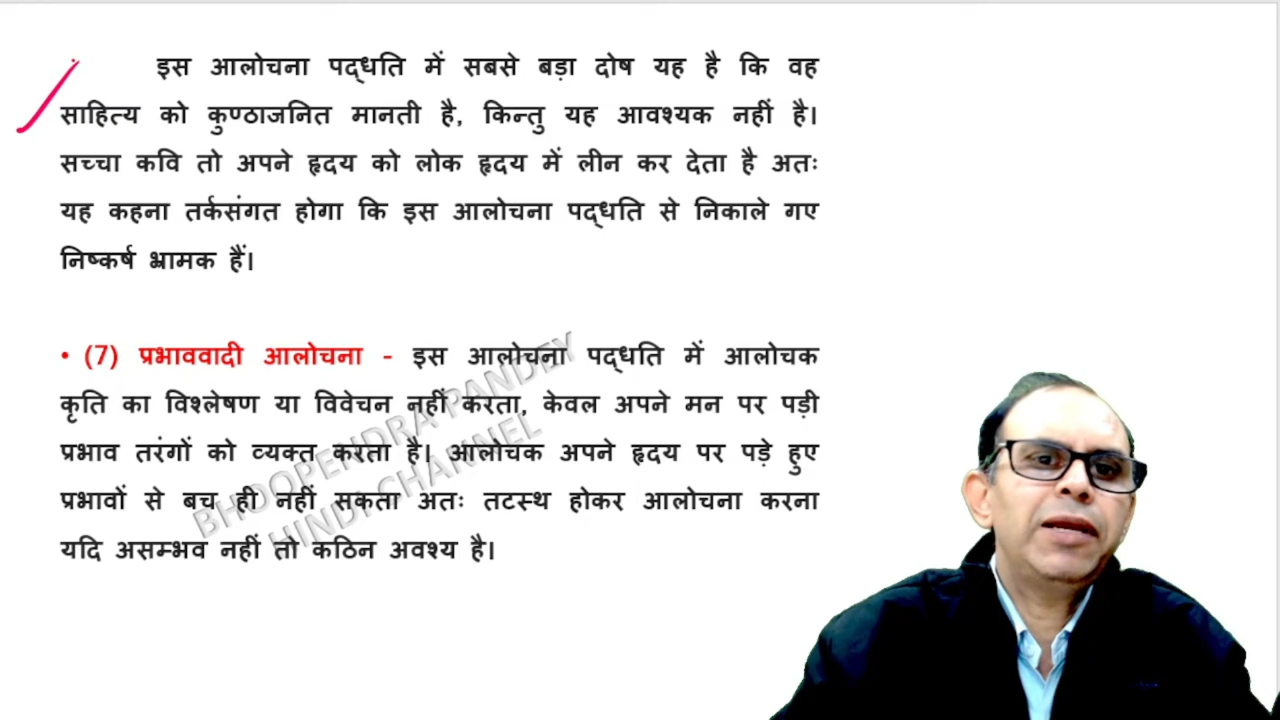 इस आलोचना पद्धति में सबसे बड़ा दोष यह है कि वह
साहित्य को कुण्ठाजनित मानती है, किन्तु यह आवश्यक नहीं है।
सच्चा कवि तो अपने हृदय को लोक हृदय में लीन कर देता है अतः
यह कहना तर्कसंगत होगा कि इस आलोचना पद्धति से निकाले गए
निष्कर्ष भ्रामक हैं।
• (7) प्रभाववादी आलोचना - इस आलोचना पद्धति में आलोचक
कृति का विश्लेषण या विवेचन नहीं करता, केवल अपने मन पर पड़ी
प्रभाव तरंगों को व्यक्त करता है। आलोचक अपने हृदय पर पड़े हुए
प्रभावों से बच ही नहीं सकता अतः तटस्थ होकर आलोचना करना
यदि असम्भव नहीं तो कठिन अवश्य है।
BHOOPENDRA PANDEY
HINDI CHANNEL